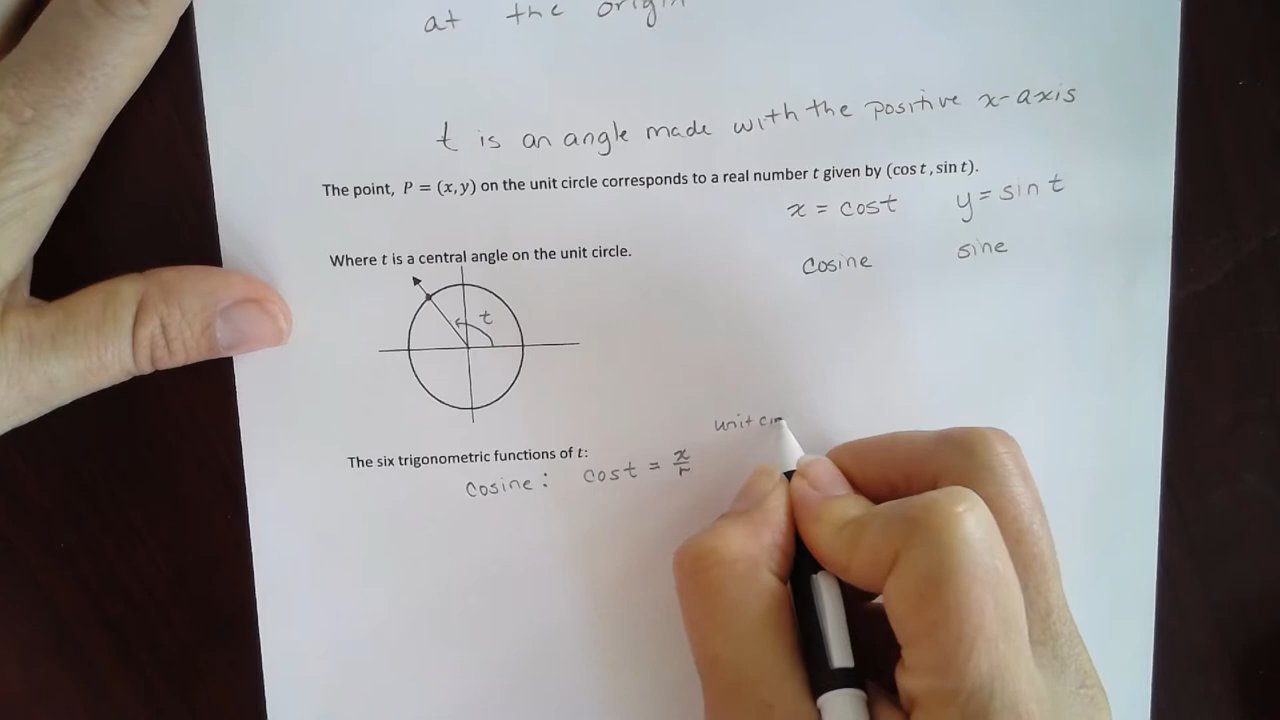 at the origin
t is an angle made with the positive x-axis
The point, P = (x, y) on the unit circle corresponds to a real number t given by (cos t , sin t).
x = cos t y = sin t
Where t is a central angle on the unit circle.
cosine sine
t
unit cir
The six trigonometric functions of t:
cosine : cos t = x/r